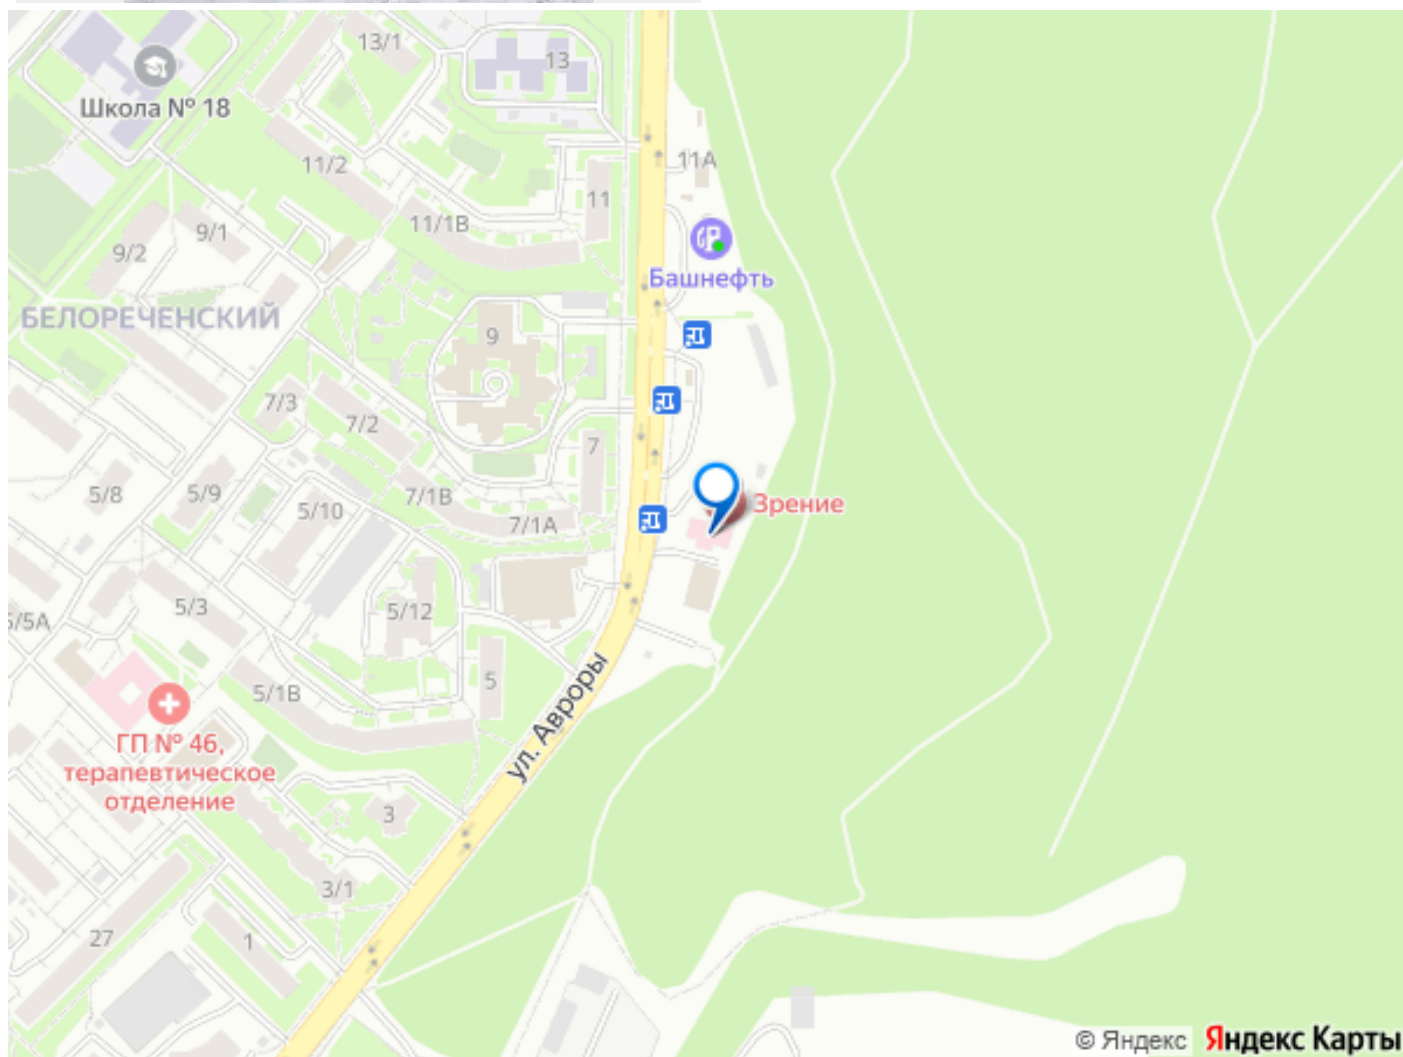 13/1
13
Школа № 18
11/2
11А
11
11/1В
9/1
9/2
Башнефть
БЕЛОРЕЧЕНСКИЙ
9
7/3
7/2
7
5/8
5/9
7/1В
Зрение
5/10
7/1А
5/3
5/12
5/5А
5
5/1В
ул. Авроры
ГП № 46,
терапевтическое
отделение
3
3/1
27
1
© Яндекс Яндекс Карты